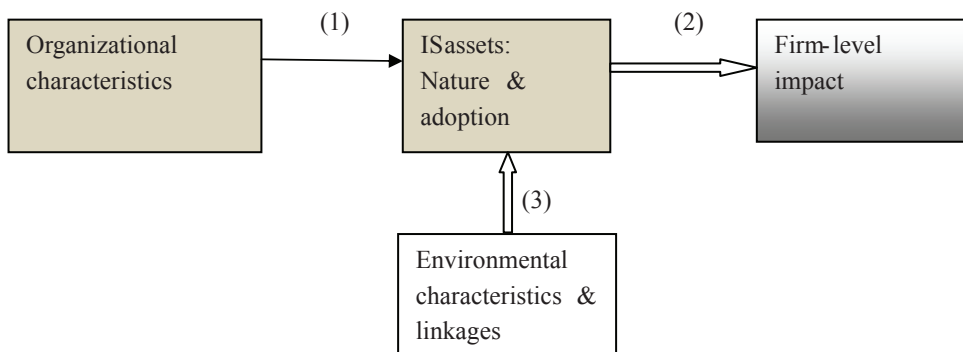 (1)
(2)
Organizational
characteristics
ISassets:
Nature & 
adoption
Firm-level
impact
(3)
Environmental
characteristics &
linkages